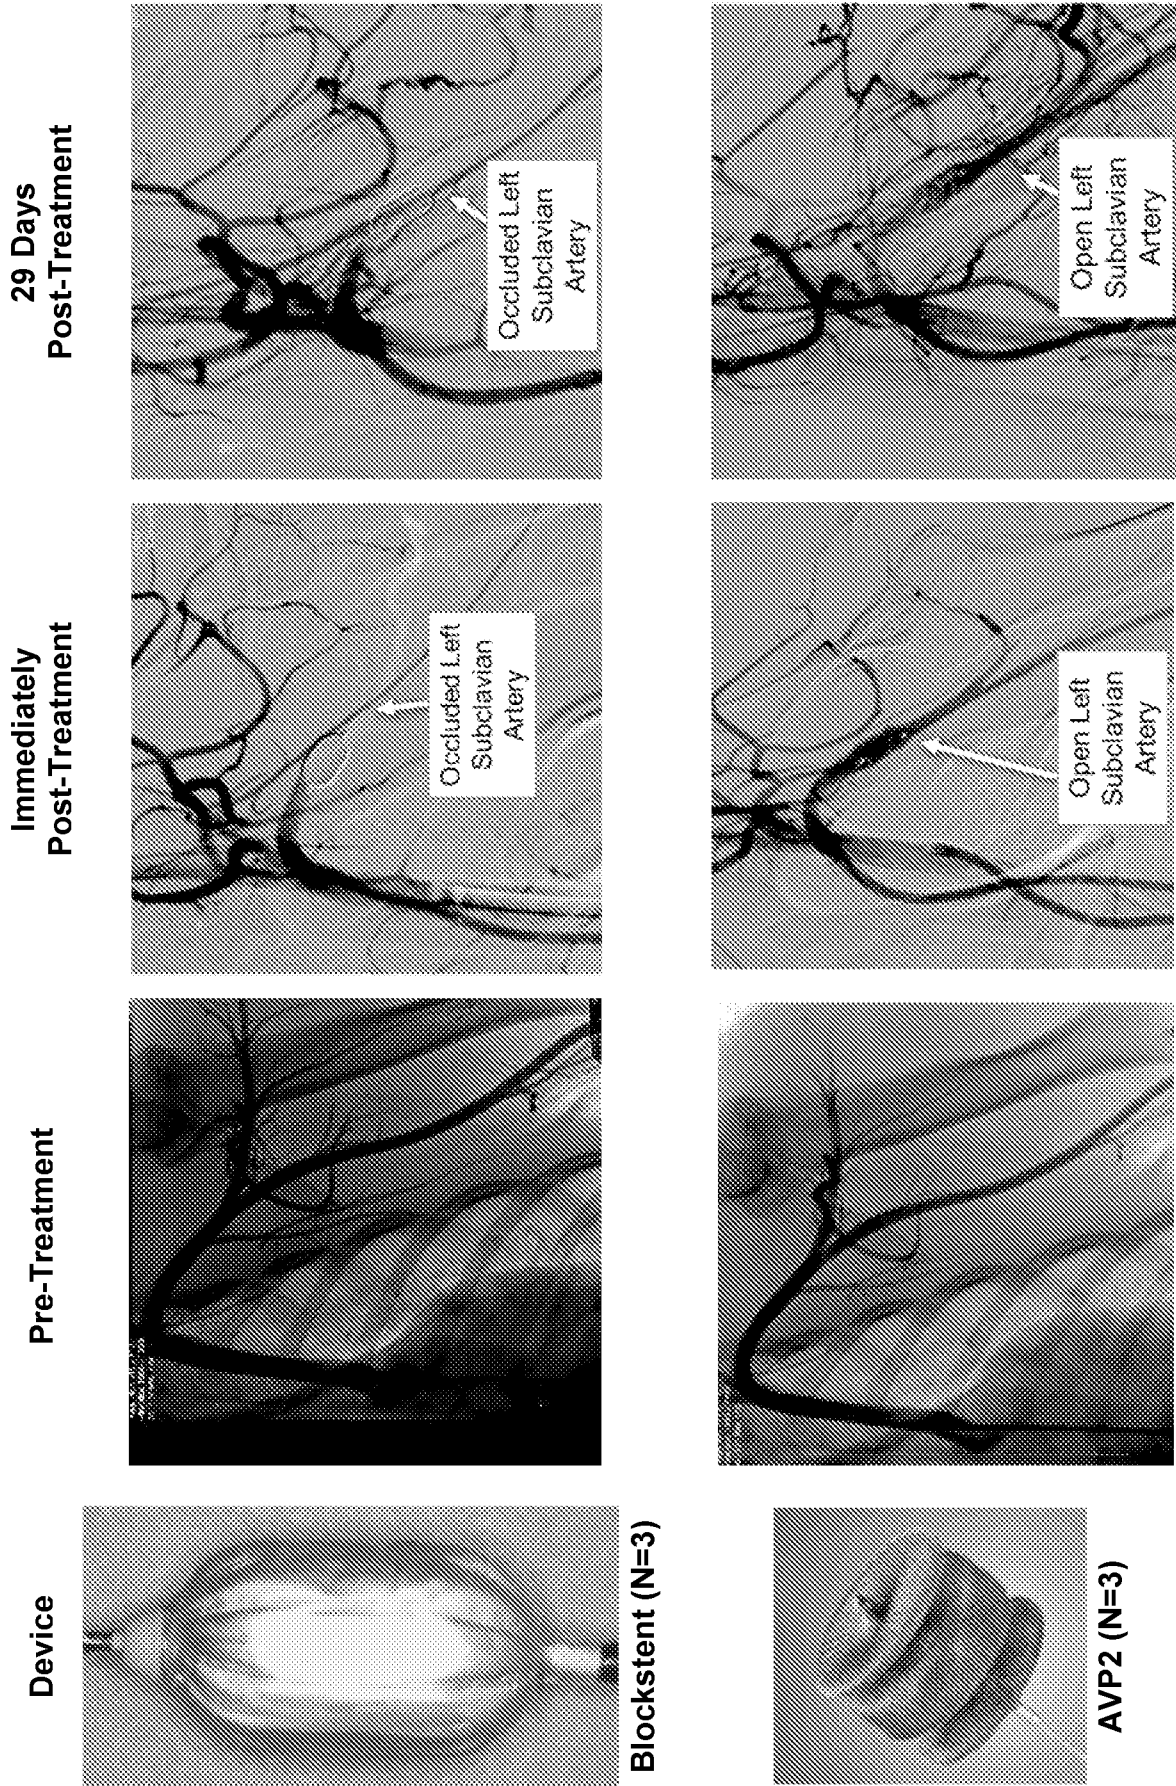 Device
Pre-Treatment
Immediately
Post-Treatment
29 Days
Post-Treatment
Occluded Left
Subclavian
Artery
Occluded Left
Subclavian
Artery
Blockstent (N=3)
Open Left
Subclavian
Artery
Open Left
Subclavian
Artery
AVP2 (N=3)